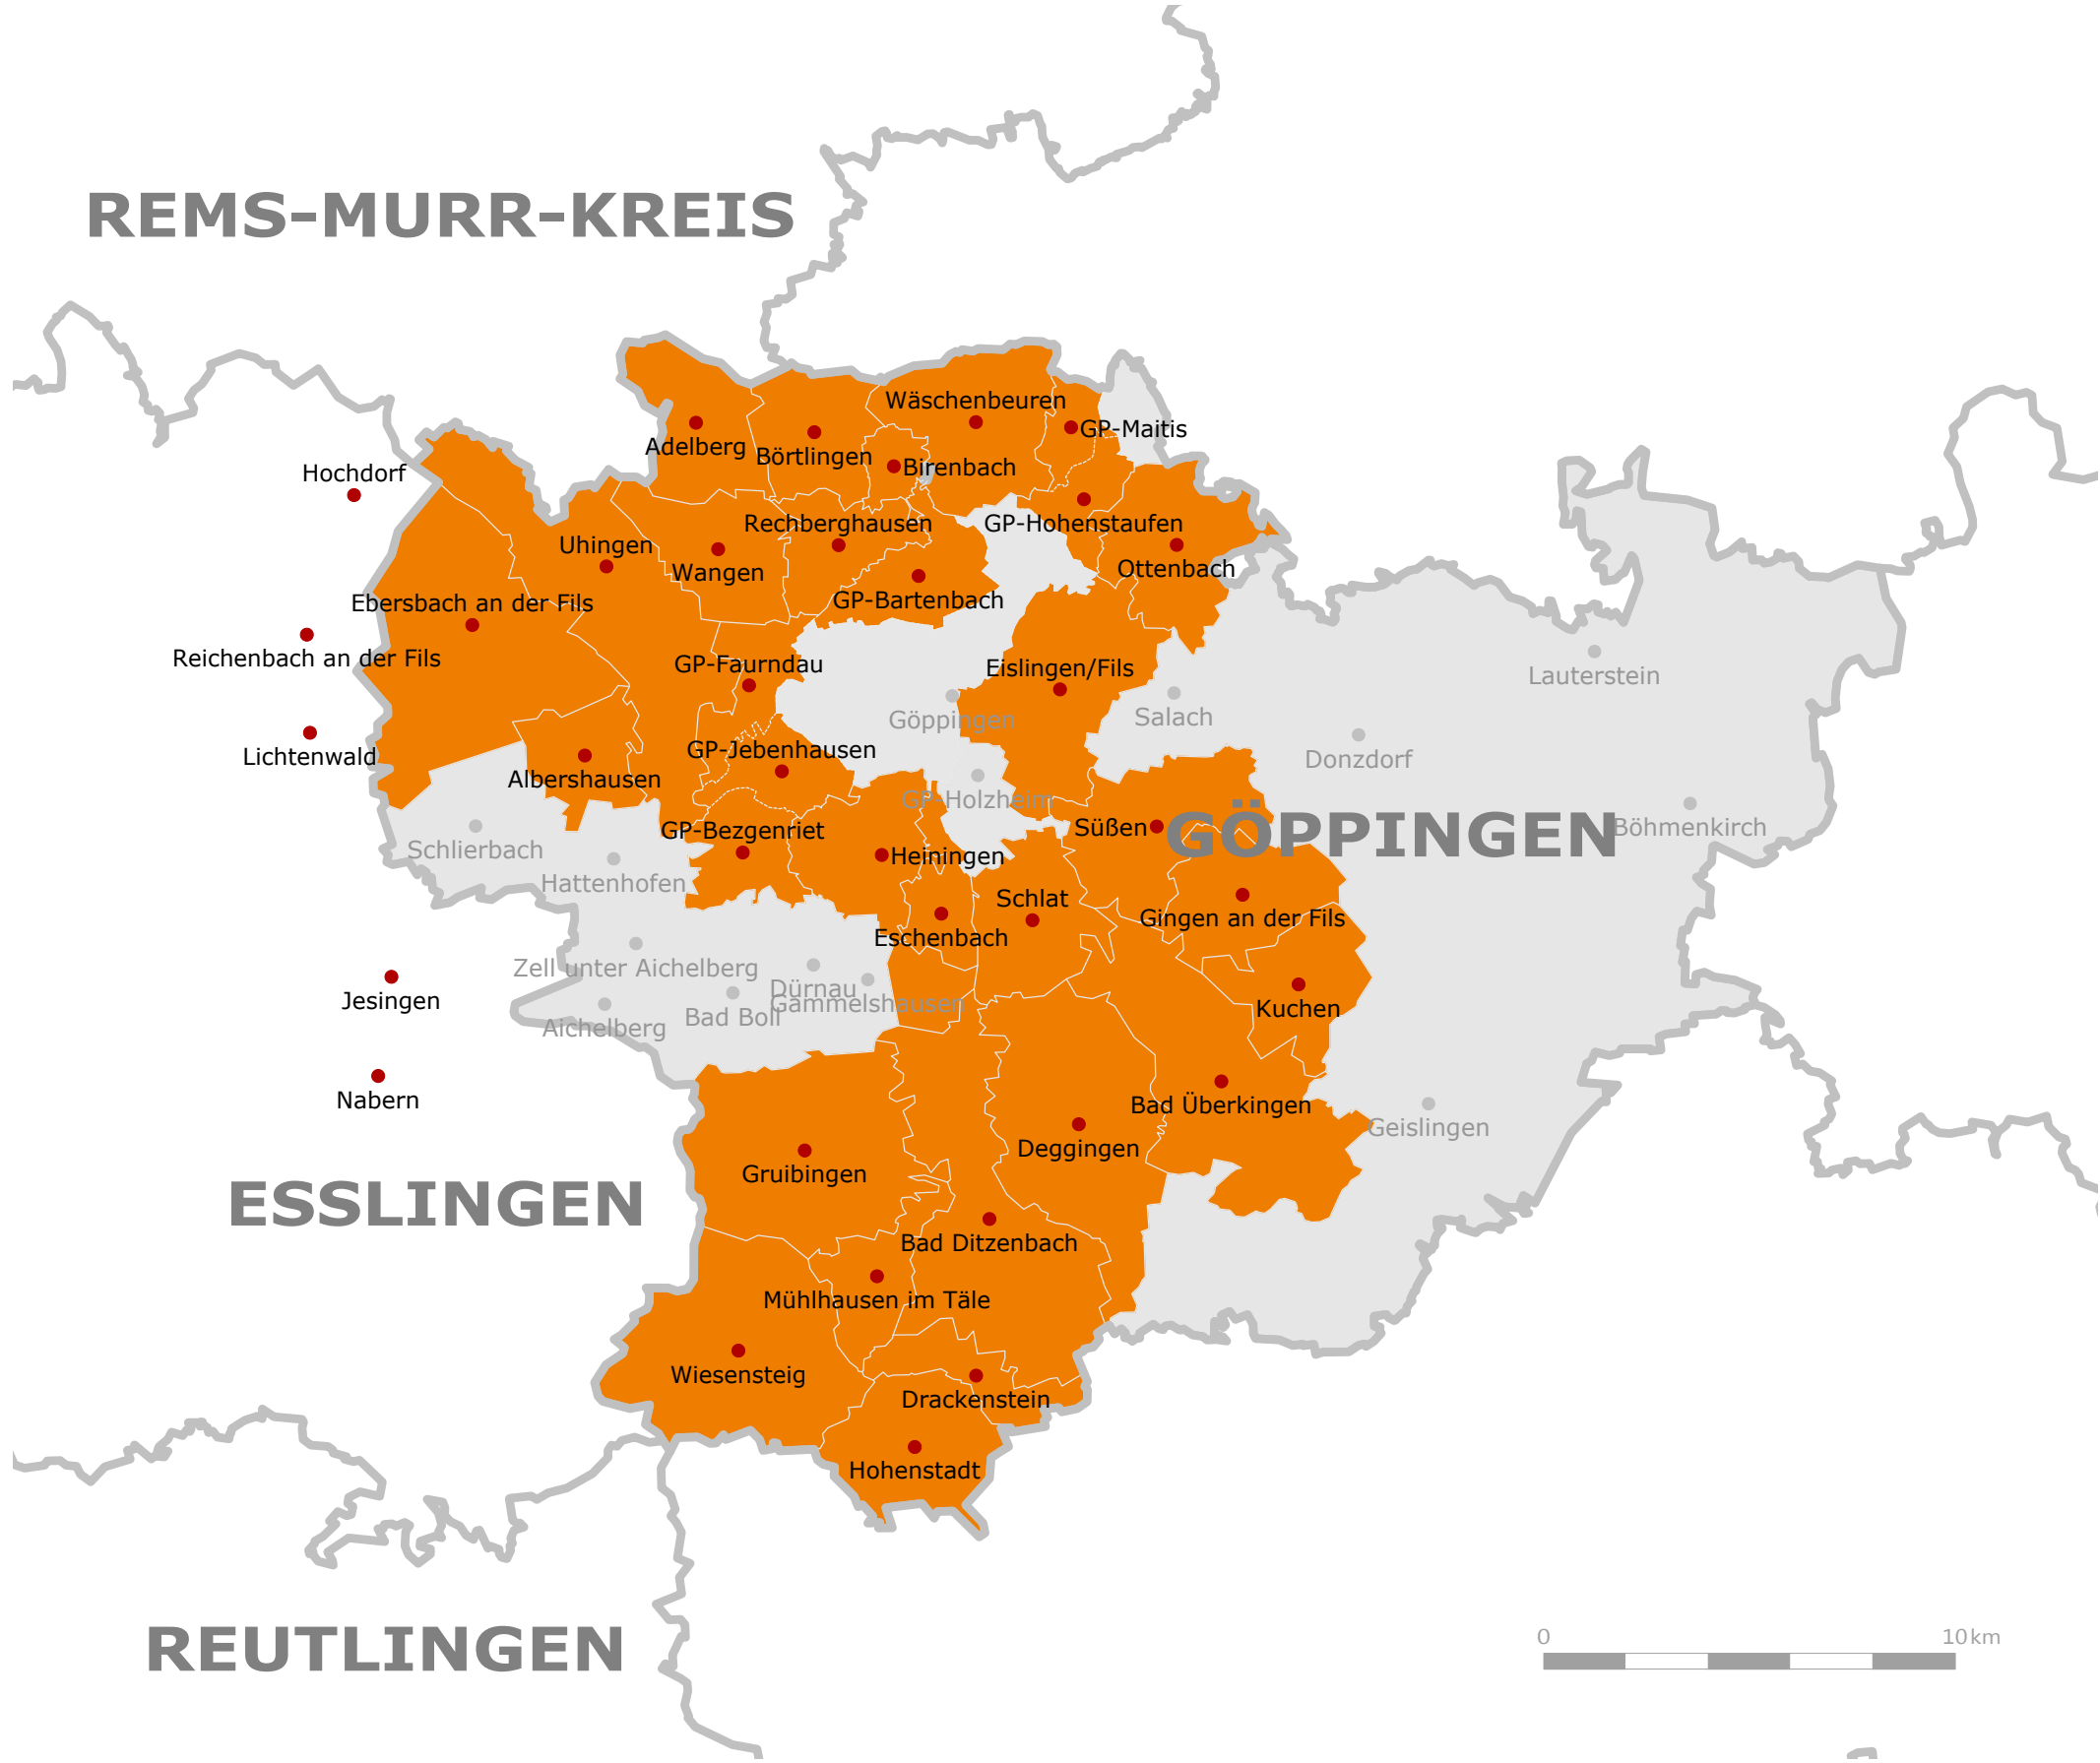 REMS-MURR-KREIS
Wäschenbeuren
GP-Maitis
Adelberg
Börtlingen
Birenbach
Hochdorf
Rechberghausen
GP-Hohenstaufen
Uhingen
Wangen
Ottenbach
Ebersbach an der Fils
GP-Bartenbach
Reichenbach an der Fils
GP-Faurndau
Eislingen/Fils
Lauterstein
Göppingen
Salach
Lichtenwald
GP-Jebenhausen
Donzdorf
Albershausen
GP-Holzheim
GP-Bezgenriet
Süßen
GÖPPINGEN
Böhmenkirch
Schlierbach
Heiningen
Hattenhofen
Schlat
Gingen an der Fils
Eschenbach
Zell unter Aichelberg
Dürnau
Jesingen
Gammelshausen
Kuchen
Bad Boll
Aichelberg
Nabern
Bad Überkingen
Geislingen
Deggingen
Gruibingen
ESSLINGEN
Bad Ditzenbach
Mühlhausen im Täle
Wiesensteig
Drackenstein
Hohenstadt
REUTLINGEN
0 10 km